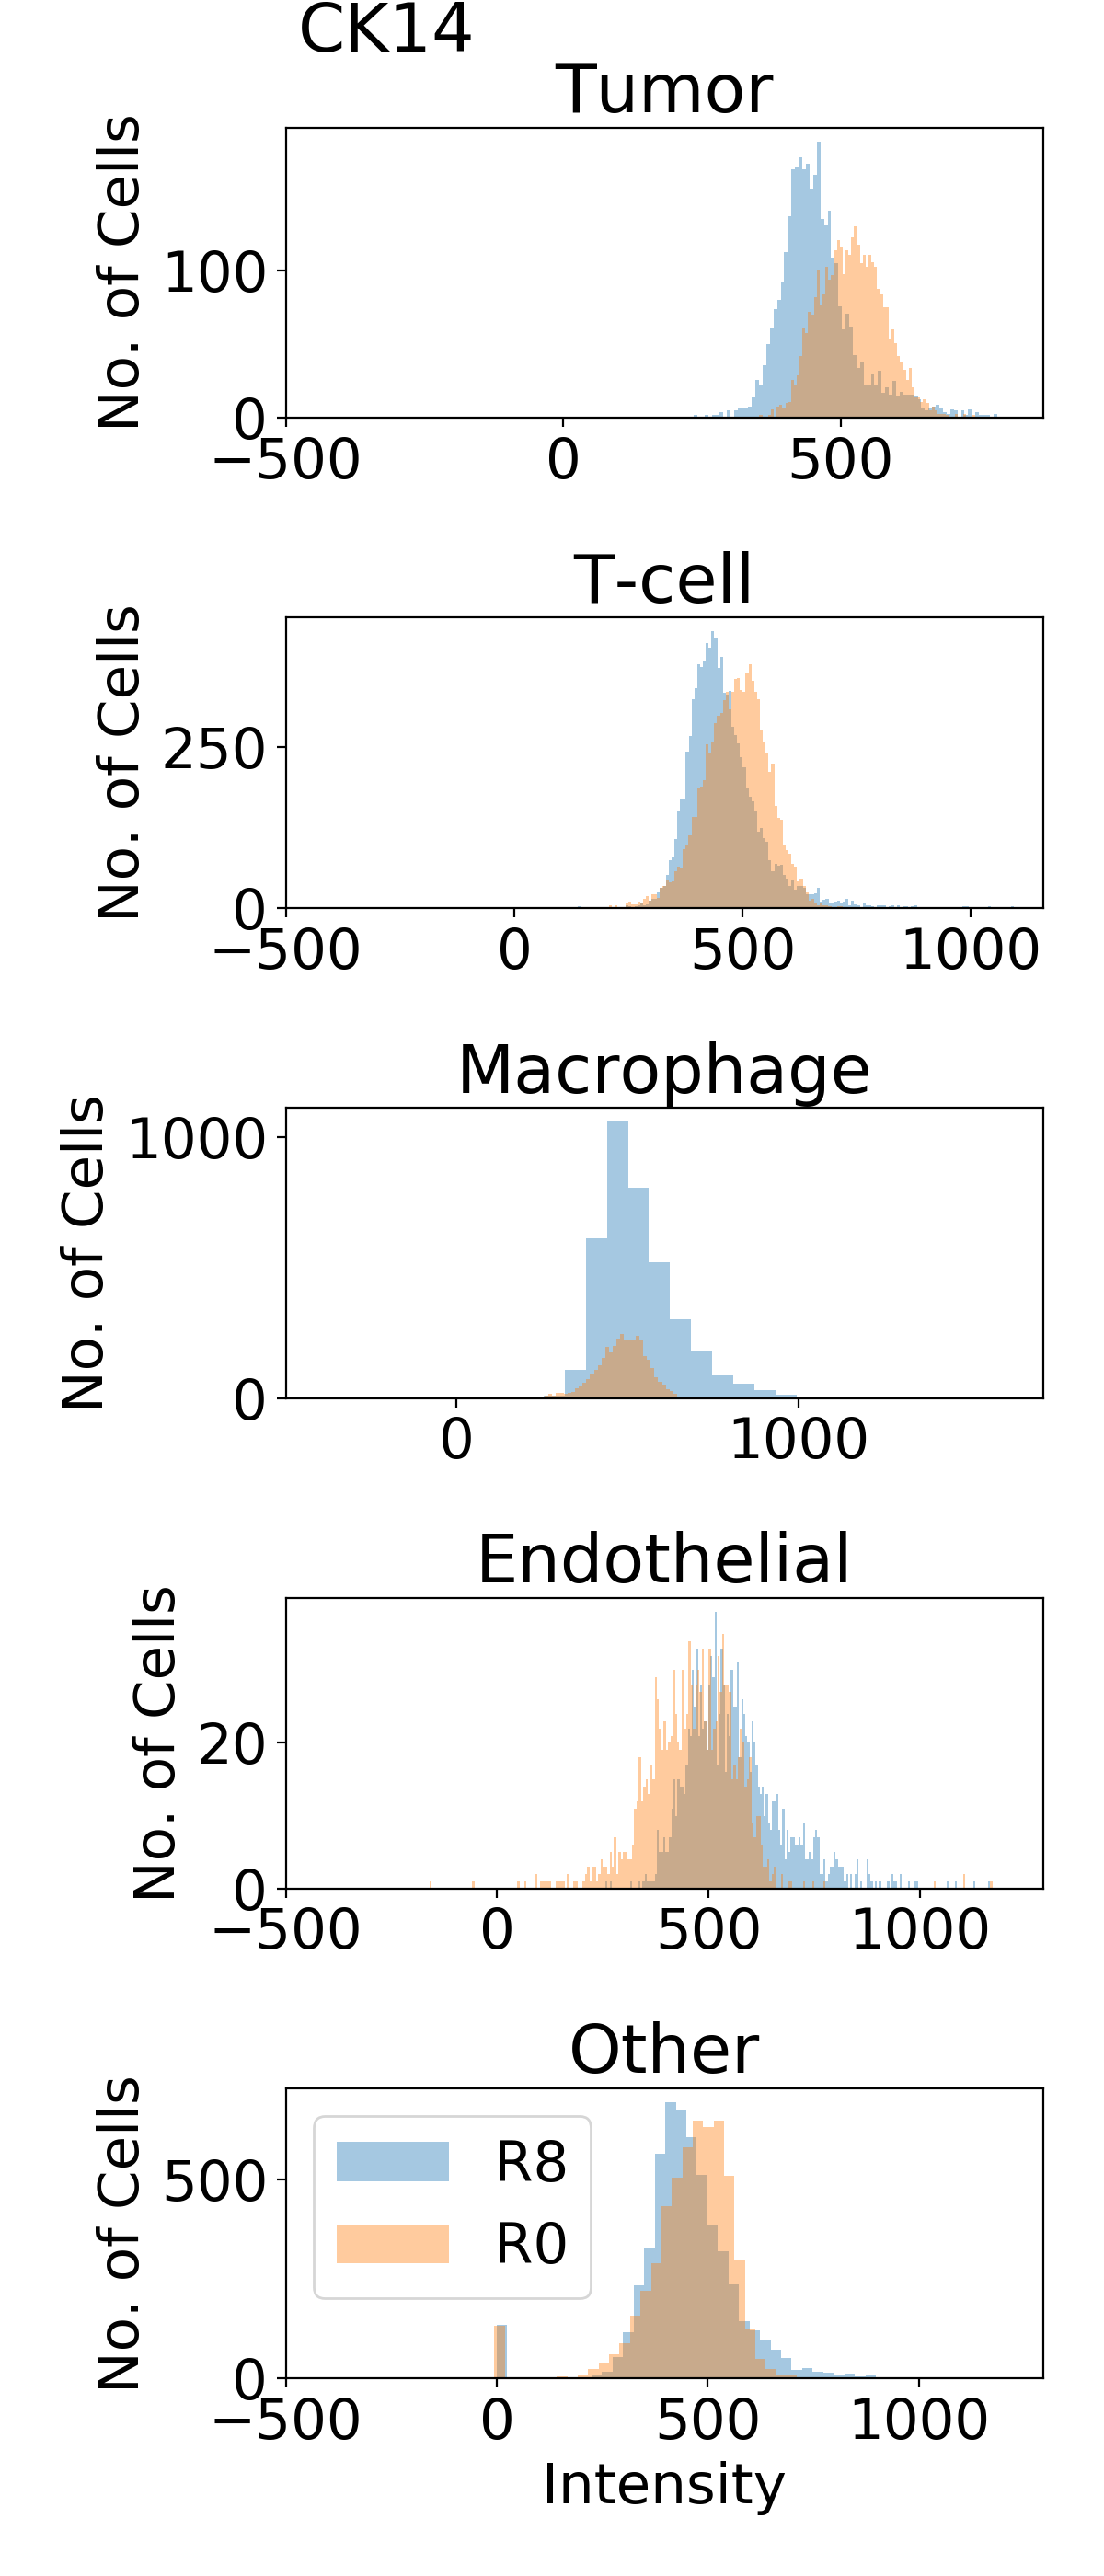 CK14
Tumor
No. of Cells
100
0
−500 0 500
T-cell
No. of Cells
250
0
−500 0 500 1000
Macrophage
No. of Cells
1000
0
0 1000
Endothelial
No. of Cells
20
0
−500 0 500 1000
Other
No. of Cells
500
0
R8
R0
−500 0 500 1000
Intensity